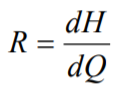 R = dH/dQ